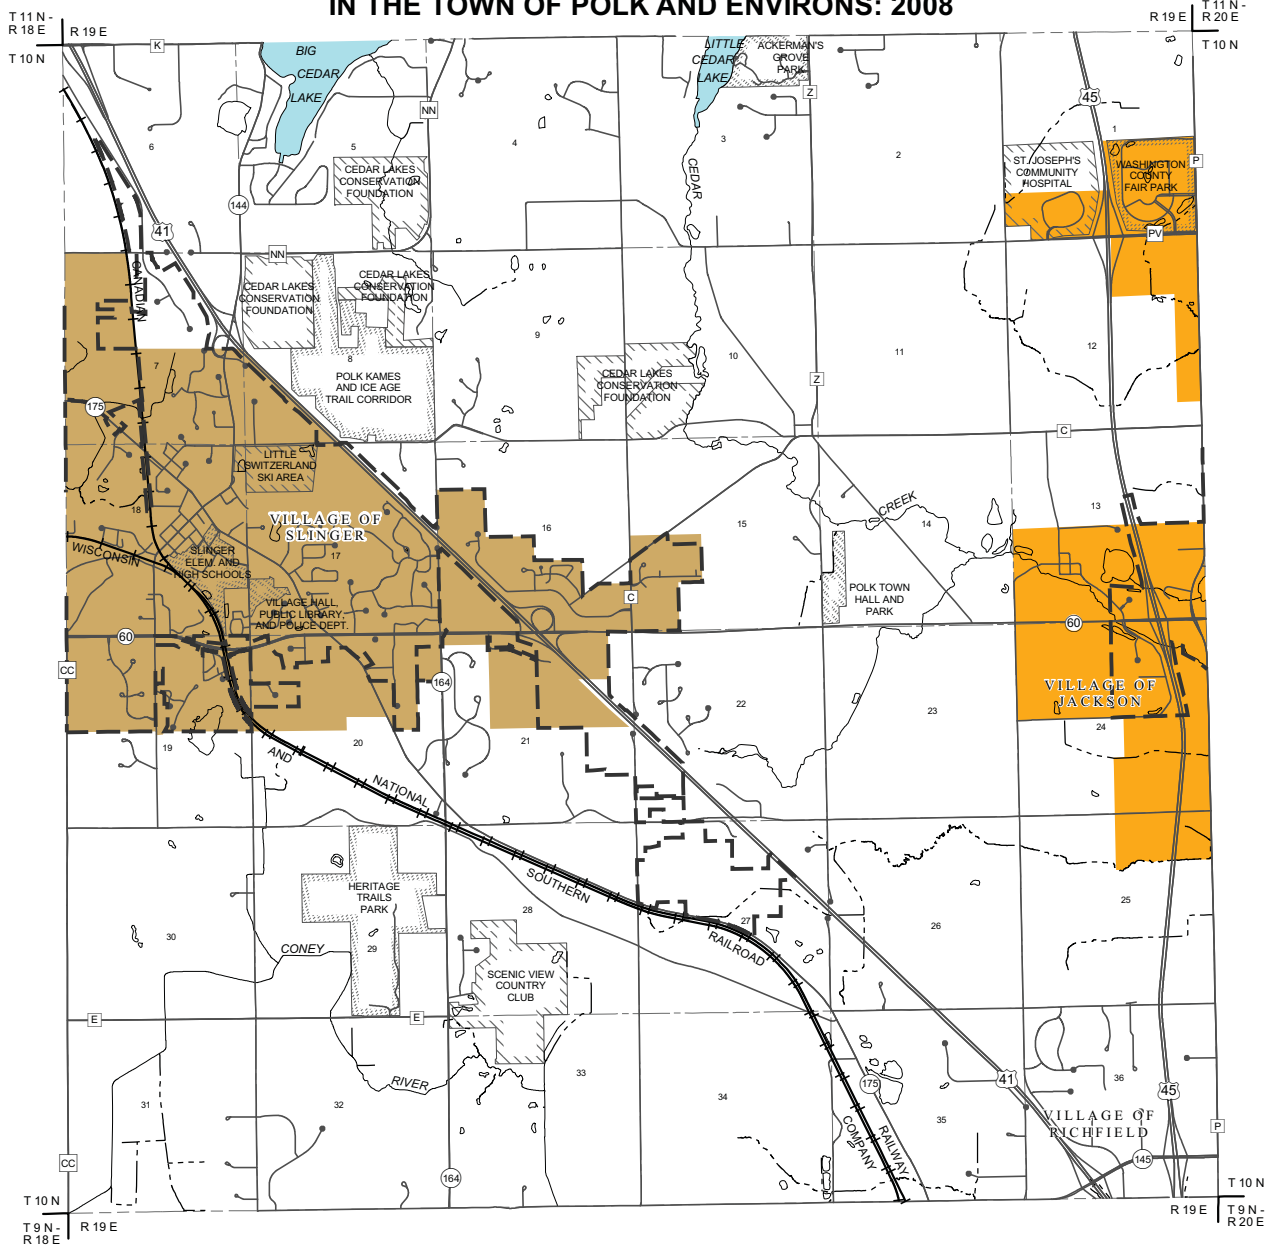 IN THE TOWN OF POLK AND ENVIRONS: 2008
T 11 N -
R 18 E
R 19 E
T 10 N
R 19 E
T 11 N -
R 20 E
T 10 N
K
BIG
CEDAR
LAKE
LITTLE
CEDAR
LAKE
ACKERMAN'S
GROVE
PARK
45
Z
NN
6
5
4
3
2
1
CEDAR LAKES
CONSERVATION
FOUNDATION
CEDAR
ST. JOSEPH'S
COMMUNITY
HOSPITAL
WASHINGTON
COUNTY
FAIR PARK
P
144
41
PV
NN
CANADIAN
CEDAR LAKES
CONSERVATION
FOUNDATION
CEDAR LAKES
CONSERVATION
FOUNDATION
7
8
9
10
11
12
POLK KAMES
AND ICE AGE
TRAIL CORRIDOR
CEDAR LAKES
CONSERVATION
FOUNDATION
Z
175
C
LITTLE
SWITZERLAND
SKI AREA
18
VILLAGE OF
SLINGER
17
16
15
CREEK
14
13
WISCONSIN
SLINGER
ELEM. AND
HIGH SCHOOLS
VILLAGE HALL,
PUBLIC LIBRARY,
AND POLICE DEPT.
C
POLK TOWN
HALL AND
PARK
60
60
CC
164
VILLAGE OF
JACKSON
19
20
21
22
23
24
AND
NATIONAL
SOUTHERN
RAILROAD
HERITAGE
TRAILS
PARK
30
29
28
27
26
25
CONEY
SCENIC VIEW
COUNTRY
CLUB
E
E
RIVER
31
32
33
34
35
36
175
41
45
COMPANY
RAILWAY
VILLAGE OF
RICHFIELD
P
CC
164
145
T 10 N
T 9 N -
R 18 E
R 19 E
T 10 N
R 19 E
T 9 N -
R 20 E